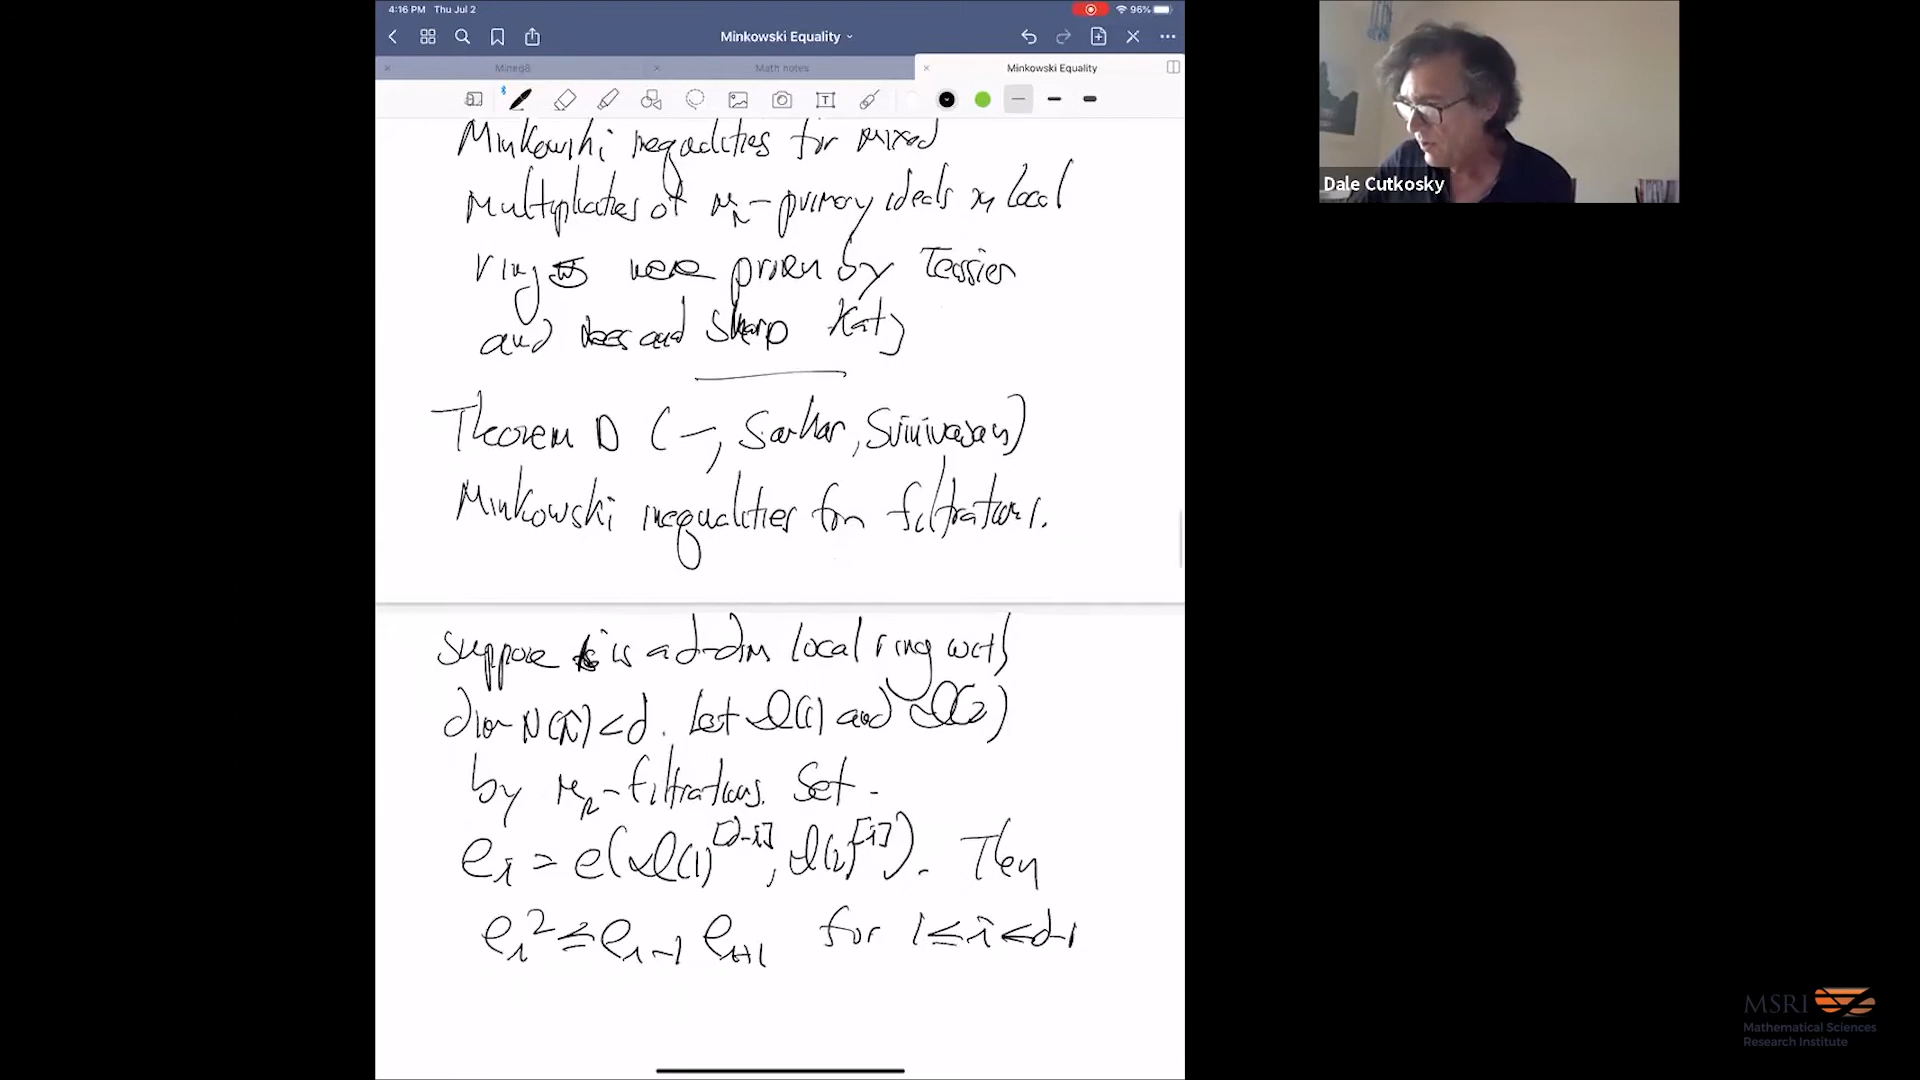 4:16 PM Thu Jul 2
96%
Minkowski Equality
Math notes
Minkowski Equality
Minkowski inequalities for mixed
multiplicities of m_R-primary ideals in local
rings were proven by Teissier
and Rees and Sharp Katz
Theorem D (—, Sarkar, Srinivasan)
Minkowski inequalities for filtrations.
Suppose R is a d-dim local ring with
dim N(R̂) < d. Let I(1) and I(2)
by m_R-filtrations. Set
e_i = e(I(1)^[d-i], I(2)^[i]). Then
e_i^2 ≤ e_{i-1} e_{i+1} for 1 ≤ i ≤ d-1
Dale Cutkosky
MSRI
Mathematical Sciences
Research Institute